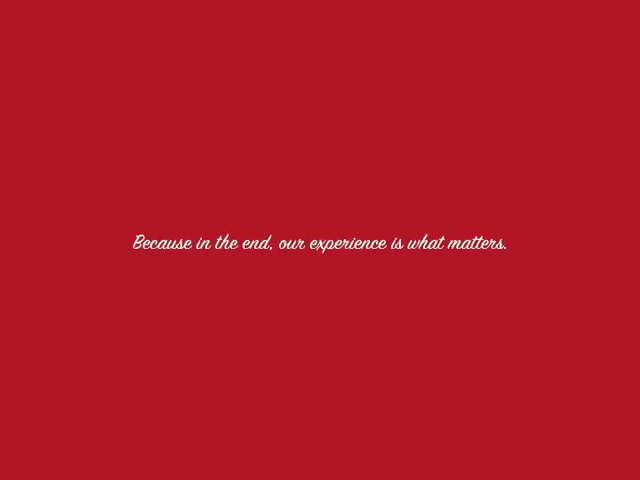 Because in the end, our experience is what matters.